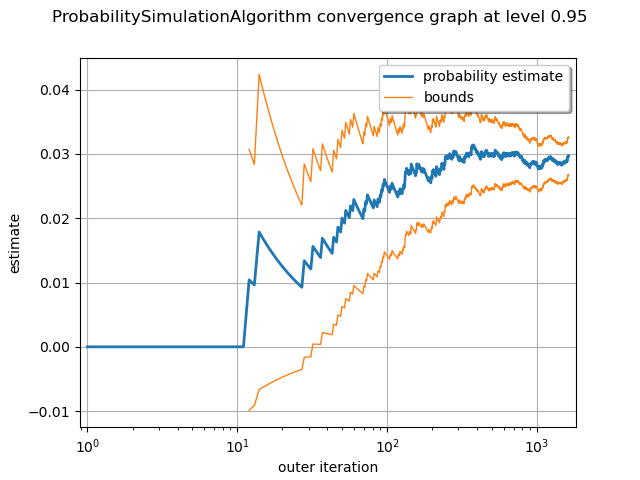 ProbabilitySimulationAlgorithm convergence graph at level 0.95
probability estimate
bounds
0.04
0.03
0.02
0.01
0.00
−0.01
estimate
10⁰
10¹
10²
10³
outer iteration